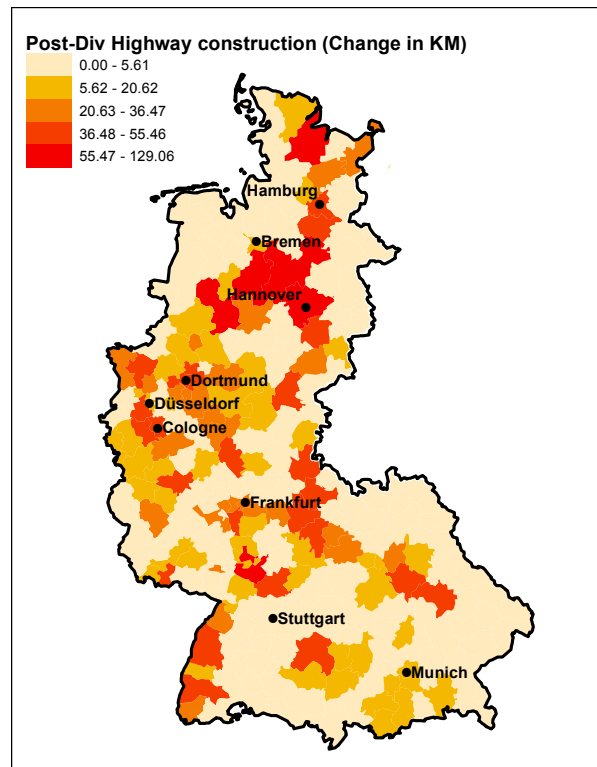 Post-Div Highway construction (Change in KM)
0.00 - 5.61
5.62 - 20.62
20.63 - 36.47
36.48 - 55.46
55.47 - 129.06
Hamburg
Bremen
Hannover
Dortmund
Düsseldorf
Cologne
Frankfurt
Stuttgart
Munich